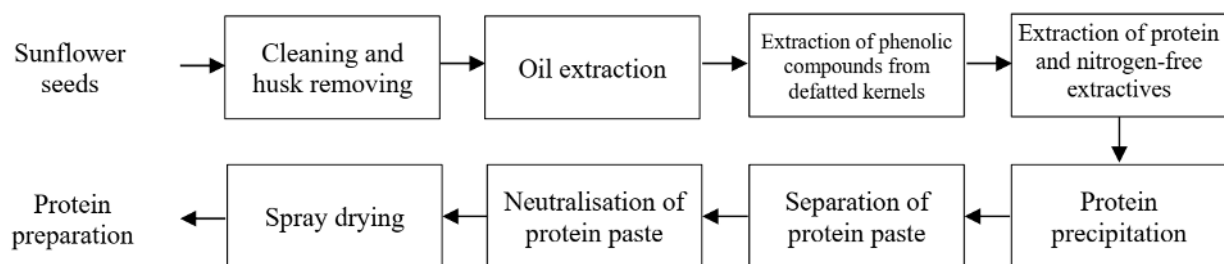 Sunflower
seeds
Cleaning and
husk removing
Oil extraction
Extraction of phenolic
compounds from
defatted kernels
Extraction of protein
and nitrogen-free
extractives
Protein
precipitation
Separation of
protein paste
Neutralisation of
protein paste
Spray drying
Protein
preparation